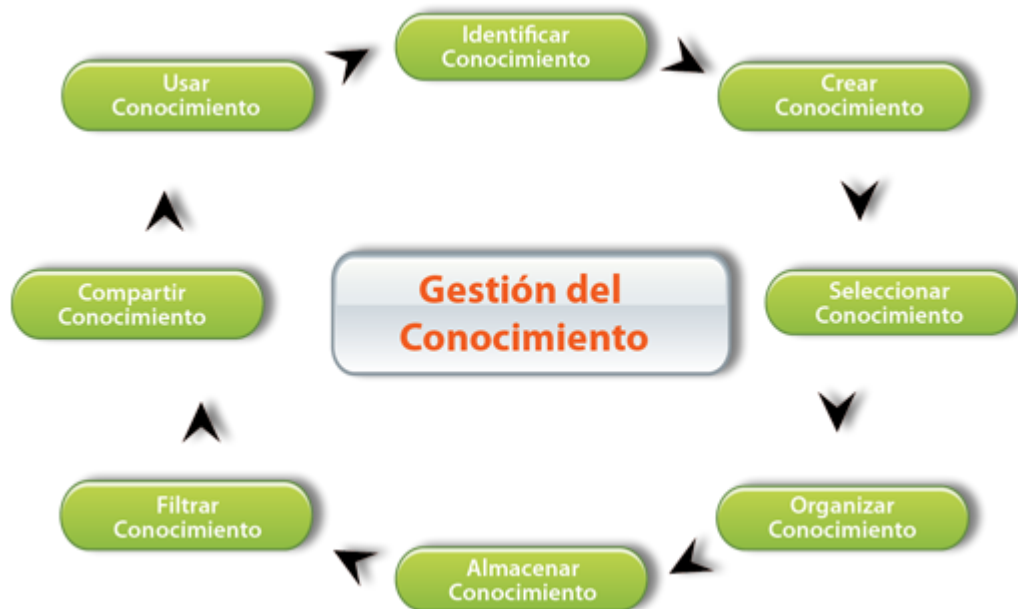 Identificar
Conocimiento
Crear
Conocimiento
Seleccionar
Conocimiento
Organizar
Conocimiento
Almacenar
Conocimiento
Filtrar
Conocimiento
Compartir
Conocimiento
Usar
Conocimiento
Gestión del
Conocimiento